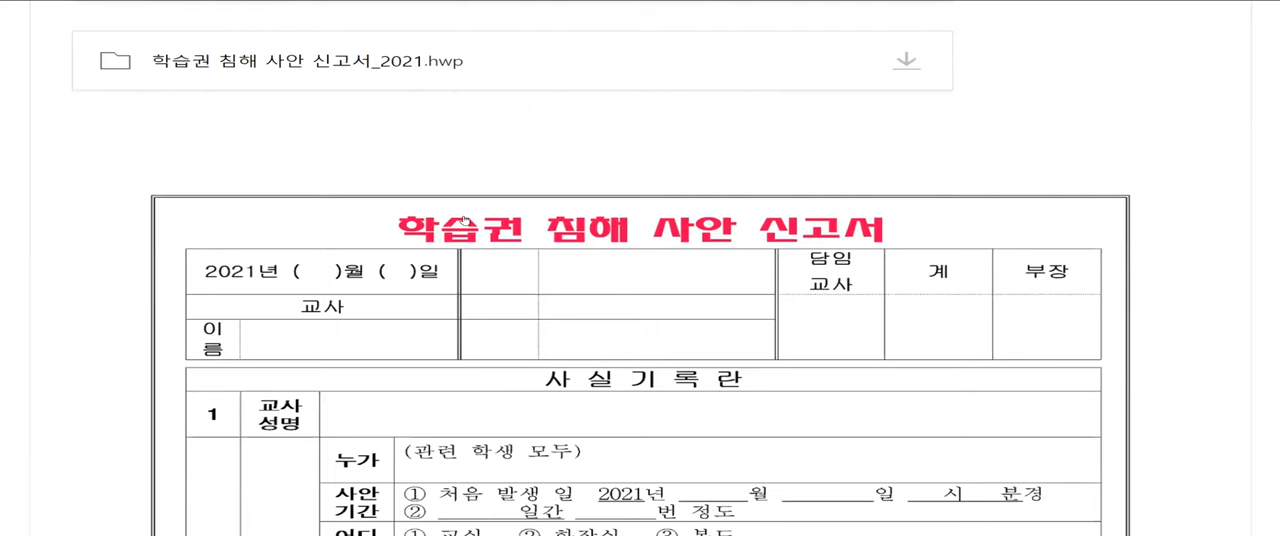 학습권 침해 사안 신고서_2021.hwp
학습권 침해 사안 신고서
2021년 (   )월 (   )일
담임
교사
계
부장
교사
이
름
사 실 기 록 란
1
교사
성명
누가
(관련 학생 모두)
사안
기간
① 처음 발생 일 2021년 ______월 ________일 ___시 ___분경
② _______일간 _______번 정도
어디
① 교실 ② 화장실 ③ 복도